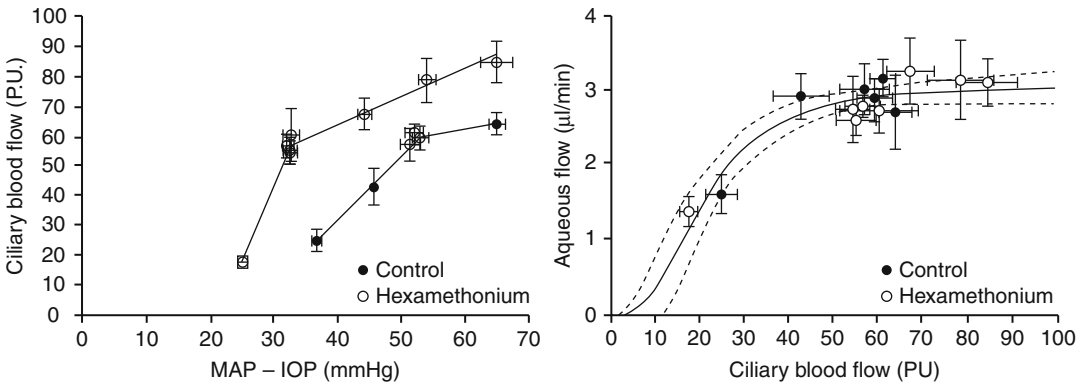 100
90
80
70
60
50
40
30
20
10
0
Ciliary blood flow (P.U.)
Control
Hexamethonium
0 10 20 30 40 50 60 70
MAP – IOP (mmHg)
4
3
2
1
0
Aqueous flow (µl/min)
Control
Hexamethonium
0 10 20 30 40 50 60 70 80 90 100
Ciliary blood flow (PU)